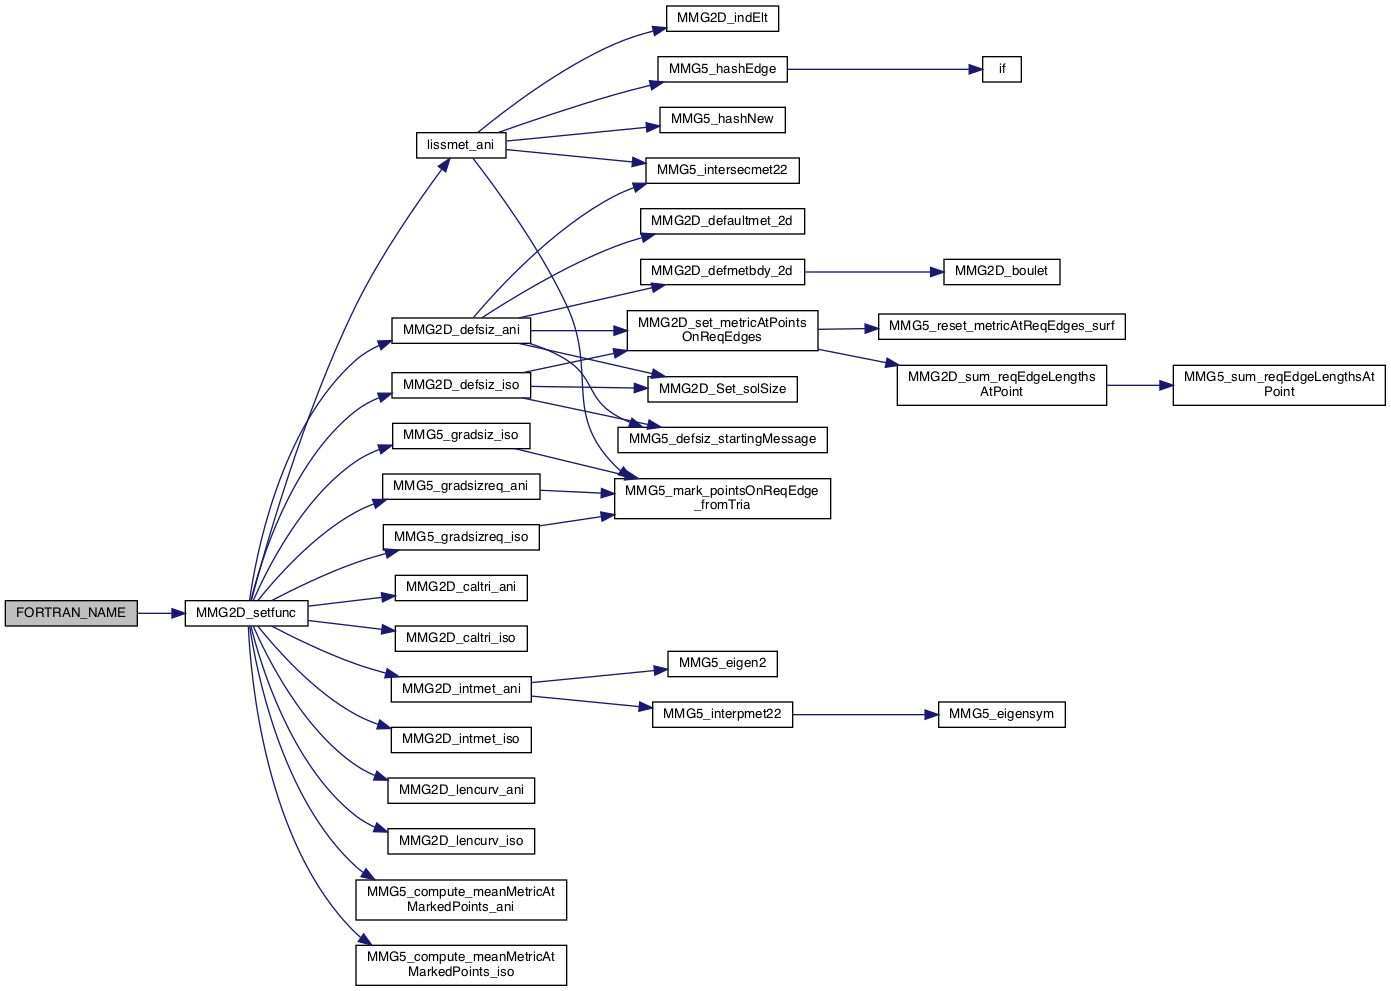 FORTRAN_NAME
MMG2D_setfunc
lissmet_ani
MMG2D_defsiz_ani
MMG2D_defsiz_iso
MMG5_gradsiz_iso
MMG5_gradsizreq_ani
MMG5_gradsizreq_iso
MMG2D_caltri_ani
MMG2D_caltri_iso
MMG2D_intmet_ani
MMG2D_intmet_iso
MMG2D_lencurv_ani
MMG2D_lencurv_iso
MMG5_compute_meanMetricAt
MarkedPoints_ani
MMG5_compute_meanMetricAt
MarkedPoints_iso
MMG2D_indElt
MMG5_hashEdge
MMG5_hashNew
MMG5_intersecmet22
MMG2D_defaultmet_2d
MMG2D_defmetbdy_2d
MMG2D_set_metricAtPoints
OnReqEdges
MMG2D_Set_solSize
MMG5_defsiz_startingMessage
MMG5_mark_pointsOnReqEdge
_fromTria
MMG5_eigen2
MMG5_interpmet22
if
MMG2D_boulet
MMG5_reset_metricAtReqEdges_surf
MMG2D_sum_reqEdgeLengths
AtPoint
MMG5_eigensym
MMG5_sum_reqEdgeLengthsAt
Point